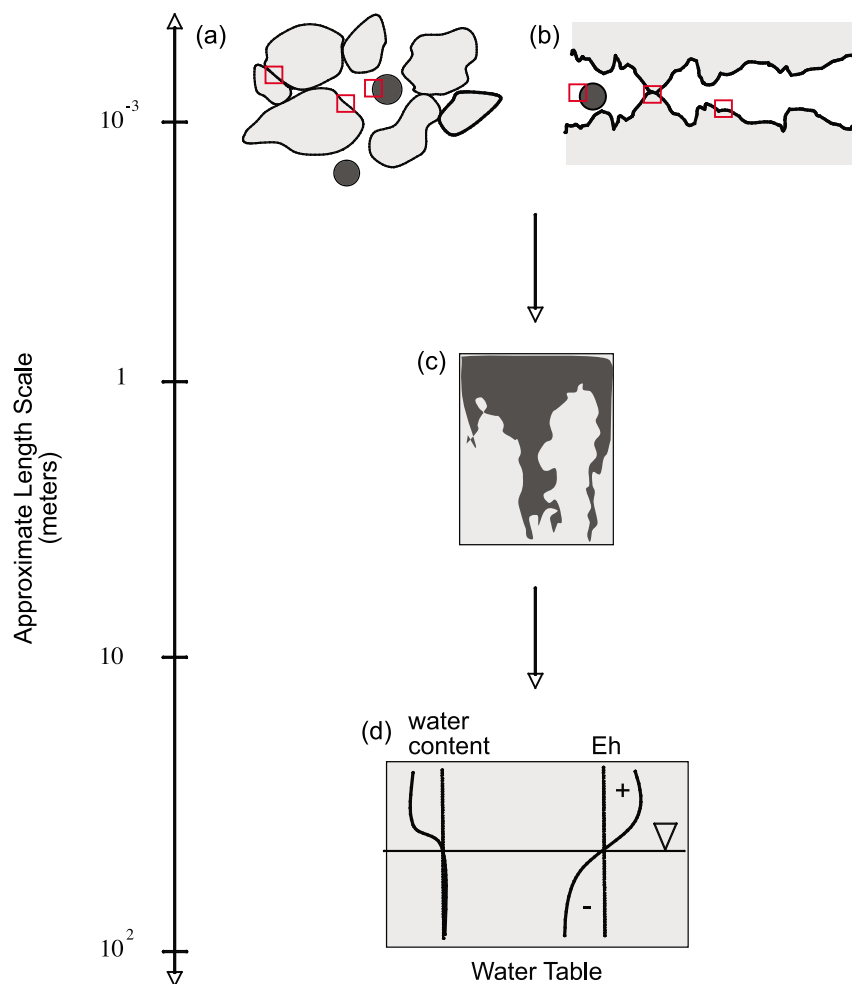 (a)
(b)
10⁻³
(c)
1
Approximate Length Scale
(meters)
10
(d)
water
content
Eh
+
-
10²
Water Table